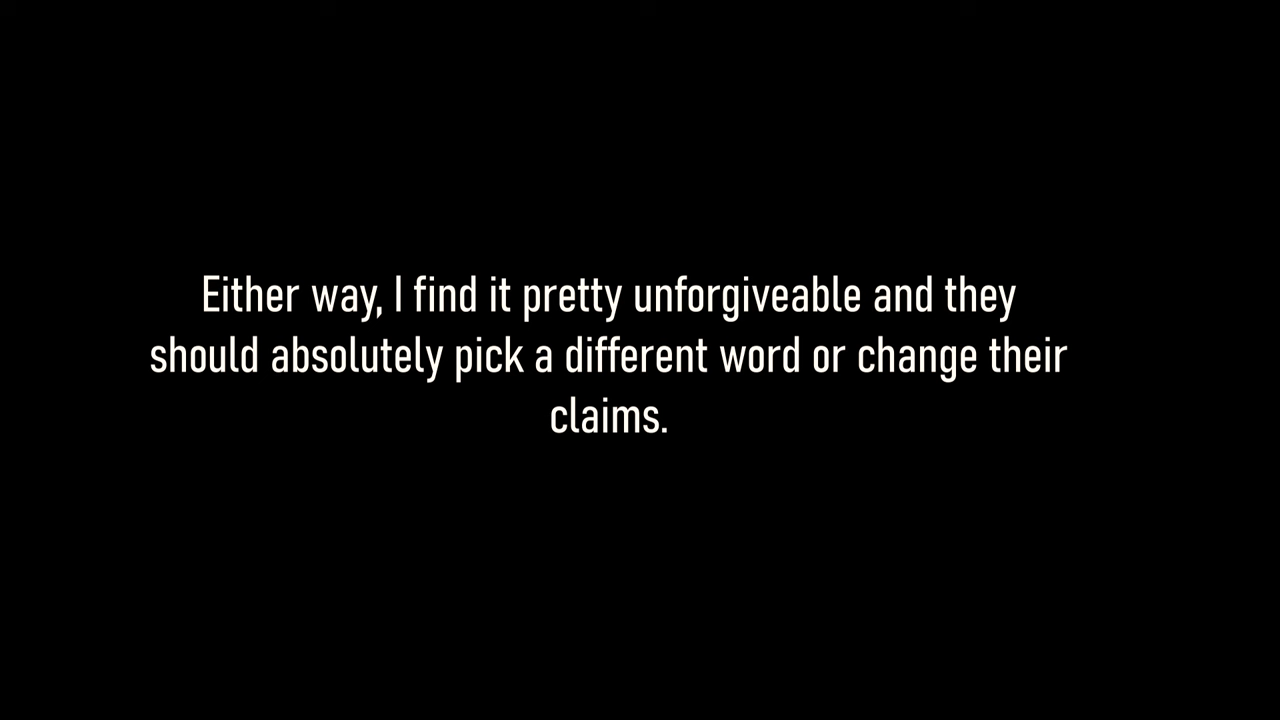 Either way, I find it pretty unforgiveable and they
should absolutely pick a different word or change their
claims.